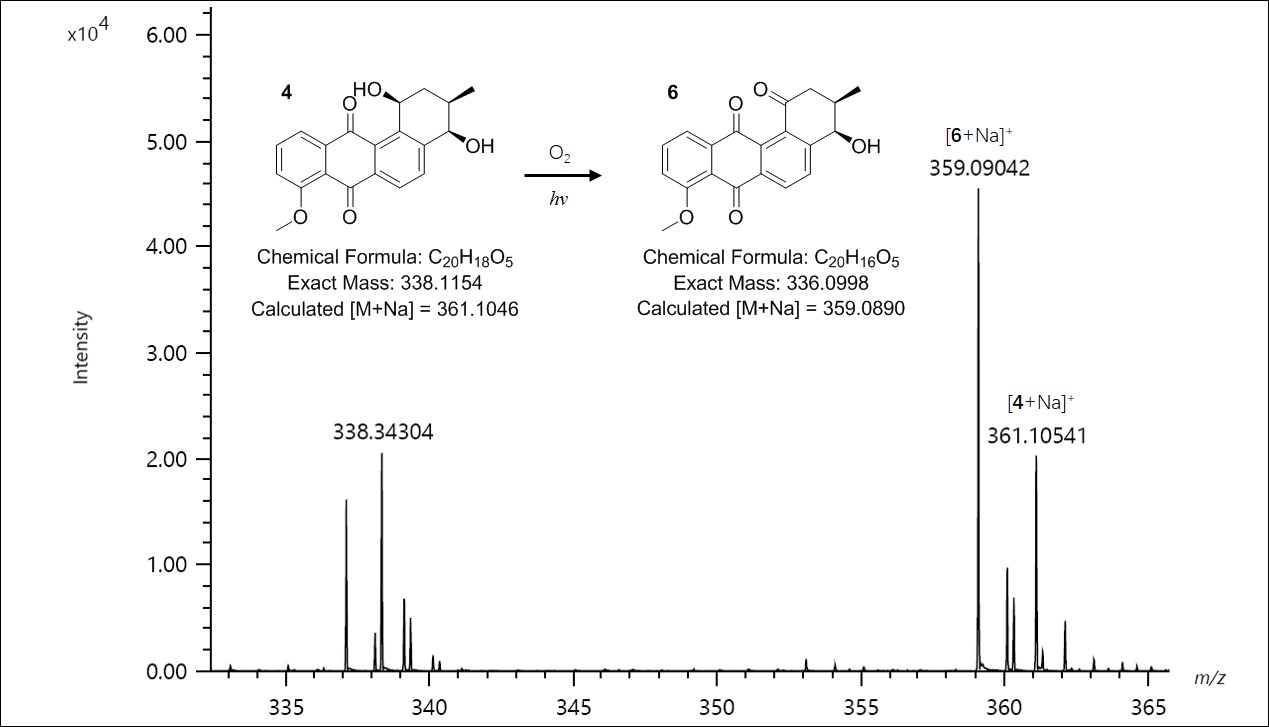 x10⁴
6.00
5.00
4.00
3.00
2.00
1.00
0.00
Intensity
4
HO
O
OH
O
O
O₂
hν
6
O
O
OH
O
O
Chemical Formula: C₂₀H₁₈O₅
Exact Mass: 338.1154
Calculated [M+Na] = 361.1046
Chemical Formula: C₂₀H₁₆O₅
Exact Mass: 336.0998
Calculated [M+Na] = 359.0890
[6+Na]⁺
359.09042
[4+Na]⁺
361.10541
338.34304
335 340 345 350 355 360 365
m/z